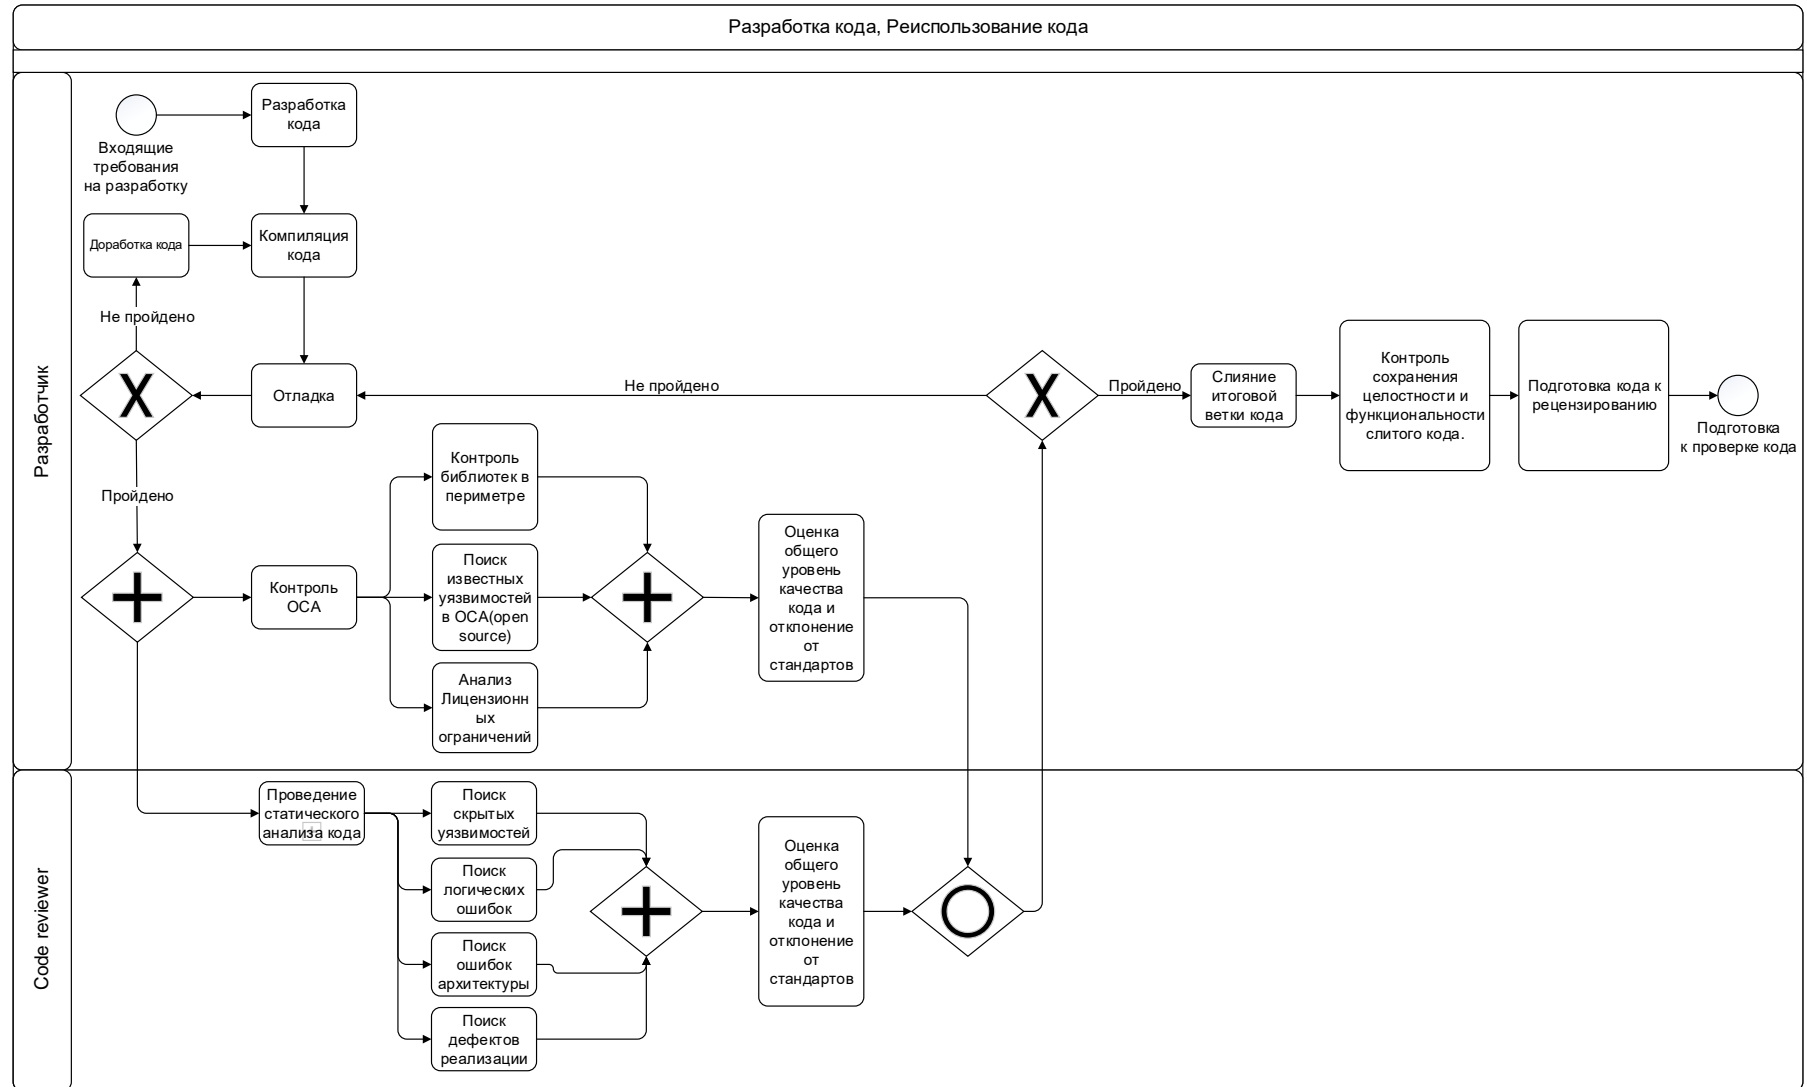 Разработка кода, Реиспользование кода
Разработчик
Входящие
требования
на разработку
Разработка
кода
Доработка кода
Компиляция
кода
Не пройдено
Отладка
Не пройдено
Пройдено
Слияние
итоговой
ветки кода
Контроль
сохранения
целостности и
функциональности
слитого кода.
Подготовка кода к
рецензированию
Подготовка
к проверке кода
Пройдено
Контроль
ОСА
Контроль
библиотек в
периметре
Поиск
известных
уязвимостей
в ОСА(open
source)
Анализ
Лицензионн
ых
ограничений
Оценка
общего
уровень
качества
кода и
отклонение
от
стандартов
Code reviewer
Проведение
статического
анализа кода
Поиск
скрытых
уязвимостей
Поиск
логических
ошибок
Поиск
ошибок
архитектуры
Поиск
дефектов
реализации
Оценка
общего
уровень
качества
кода и
отклонение
от
стандартов